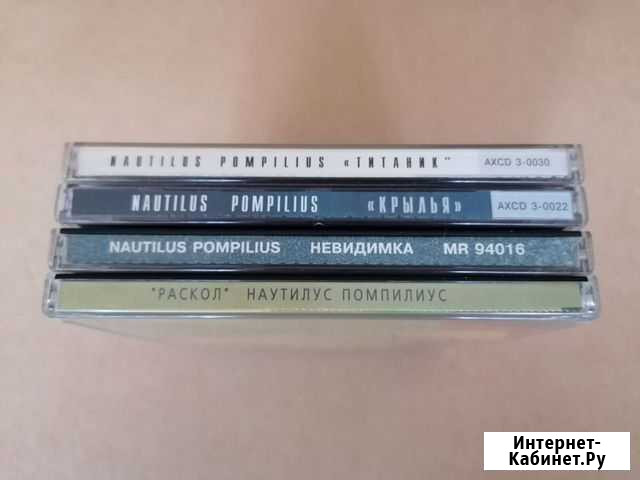 NAUTILUS POMPILIUS «ТИТАНИК" AXCD 3-0030
NAUTILUS POMPILIUS «КРЫЛЬЯ» AXCD 3-0022
NAUTILUS POMPILIUS НЕВИДИМКА MR 94016
"РАСКОЛ" НАУТИЛУС ПОМПИЛИУС
Интернет-
Кабинет.Ру